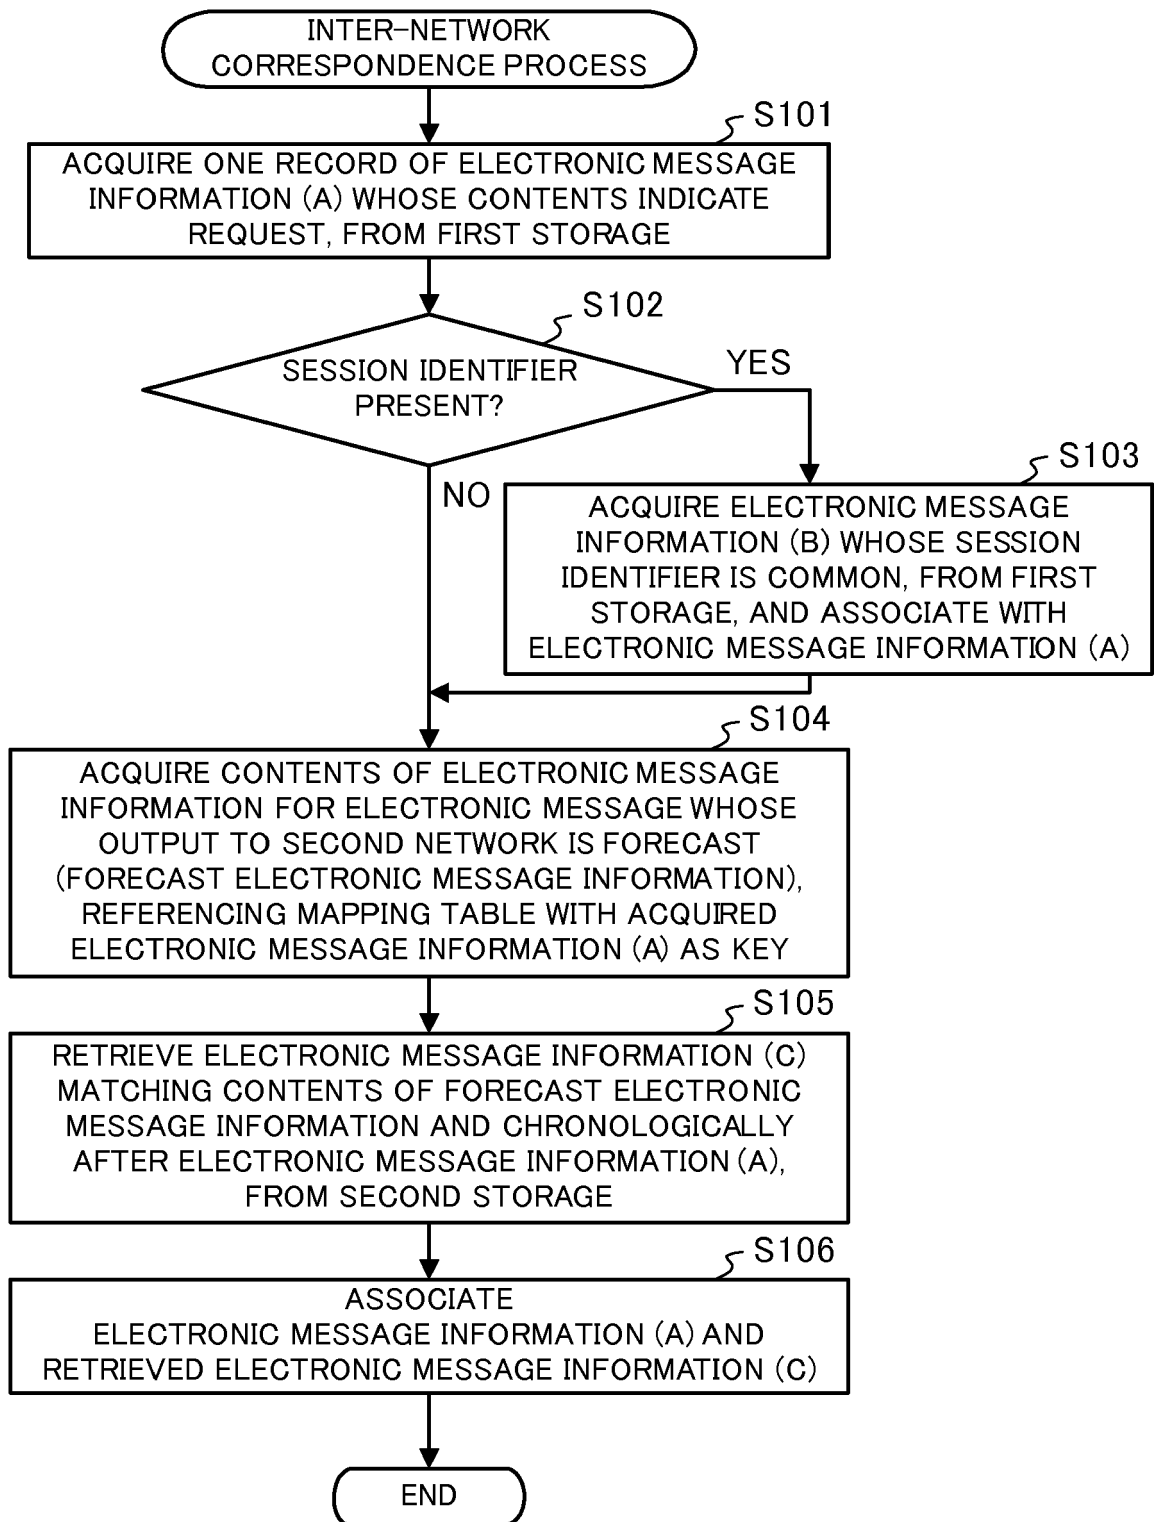 INTER-NETWORK
CORRESPONDENCE PROCESS
S101
ACQUIRE ONE RECORD OF ELECTRONIC MESSAGE
INFORMATION (A) WHOSE CONTENTS INDICATE
REQUEST, FROM FIRST STORAGE
S102
SESSION IDENTIFIER
PRESENT?
YES
NO
S103
ACQUIRE ELECTRONIC MESSAGE
INFORMATION (B) WHOSE SESSION
IDENTIFIER IS COMMON, FROM FIRST
STORAGE, AND ASSOCIATE WITH
ELECTRONIC MESSAGE INFORMATION (A)
S104
ACQUIRE CONTENTS OF ELECTRONIC MESSAGE
INFORMATION FOR ELECTRONIC MESSAGE WHOSE
OUTPUT TO SECOND NETWORK IS FORECAST
(FORECAST ELECTRONIC MESSAGE INFORMATION),
REFERENCING MAPPING TABLE WITH ACQUIRED
ELECTRONIC MESSAGE INFORMATION (A) AS KEY
S105
RETRIEVE ELECTRONIC MESSAGE INFORMATION (C)
MATCHING CONTENTS OF FORECAST ELECTRONIC
MESSAGE INFORMATION AND CHRONOLOGICALLY
AFTER ELECTRONIC MESSAGE INFORMATION (A),
FROM SECOND STORAGE
S106
ASSOCIATE
ELECTRONIC MESSAGE INFORMATION (A) AND
RETRIEVED ELECTRONIC MESSAGE INFORMATION (C)
END